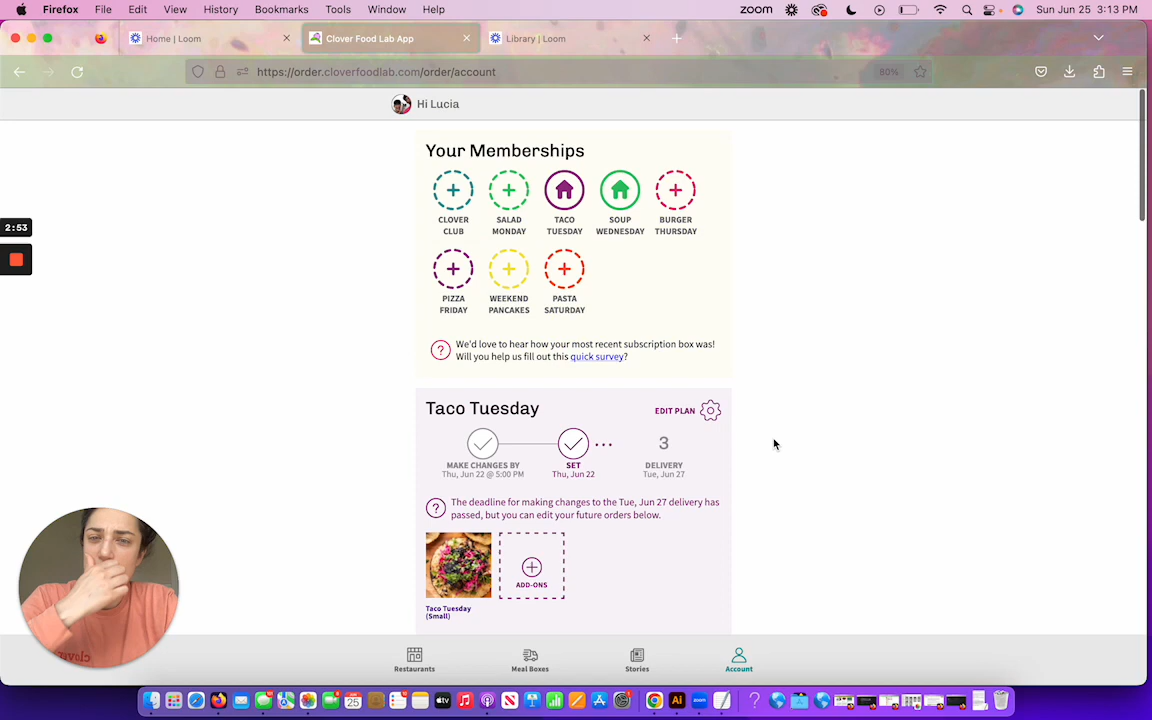 Firefox File Edit View History Bookmarks Tools Window Help zoom Sun Jun 25 3:13 PM
Home | Loom Clover Food Lab App Library | Loom
https://order.cloverfoodlab.com/order/account 80%
Hi Lucia
Your Memberships
CLOVER CLUB
SALAD MONDAY
TACO TUESDAY
SOUP WEDNESDAY
BURGER THURSDAY
PIZZA FRIDAY
WEEKEND PANCAKES
PASTA SATURDAY
2:53
? We'd love to hear how your most recent subscription box was!
Will you help us fill out this quick survey?
Taco Tuesday
EDIT PLAN
3
MAKE CHANGES BY
Thu, Jun 22 @ 5:00 PM
SET
Thu, Jun 22
DELIVERY
Tue, Jun 27
? The deadline for making changes to the Tue, Jun 27 delivery has
passed, but you can edit your future orders below.
ADD-ONS
Taco Tuesday
(Small)
Restaurants Meal Boxes Stories Account